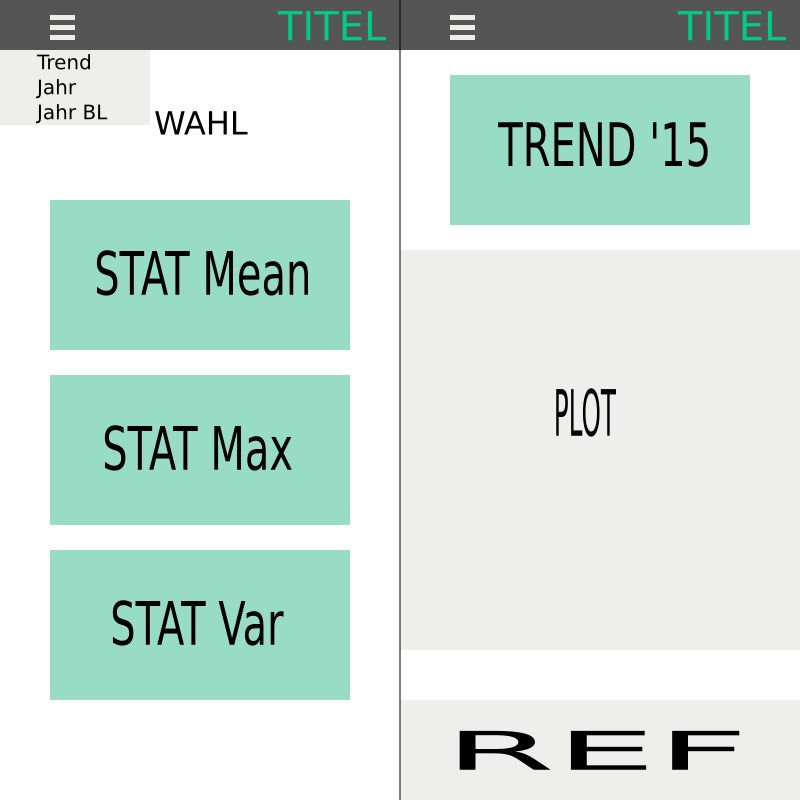 TITEL
Trend
Jahr
Jahr BL
WAHL
STAT Mean
STAT Max
STAT Var
TITEL
TREND '15
PLOT
REF